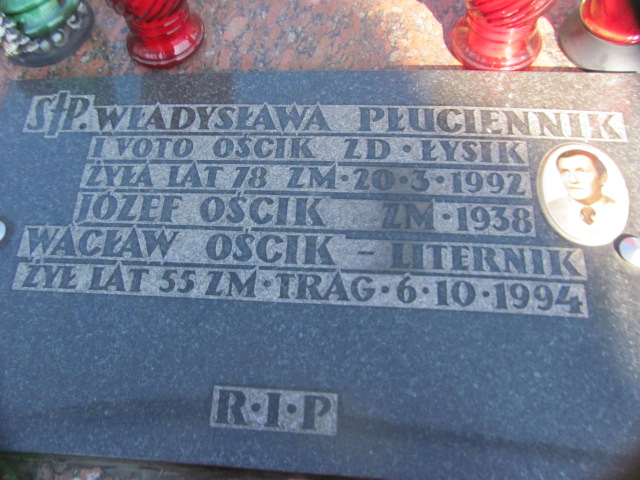 Ś✝P. WŁADYSŁAWA PŁUCIENNIK
I VOTO OŚCIK ZD · ŁYSIK
ŻYŁA LAT 78 ZM · 20 · 3 · 1992
JÓZEF OŚCIK ZM · 1938
WACŁAW OŚCIK – LITERNIK
ŻYŁ LAT 55 ZM · TRAG · 6 · 10 · 1994
R · I · P